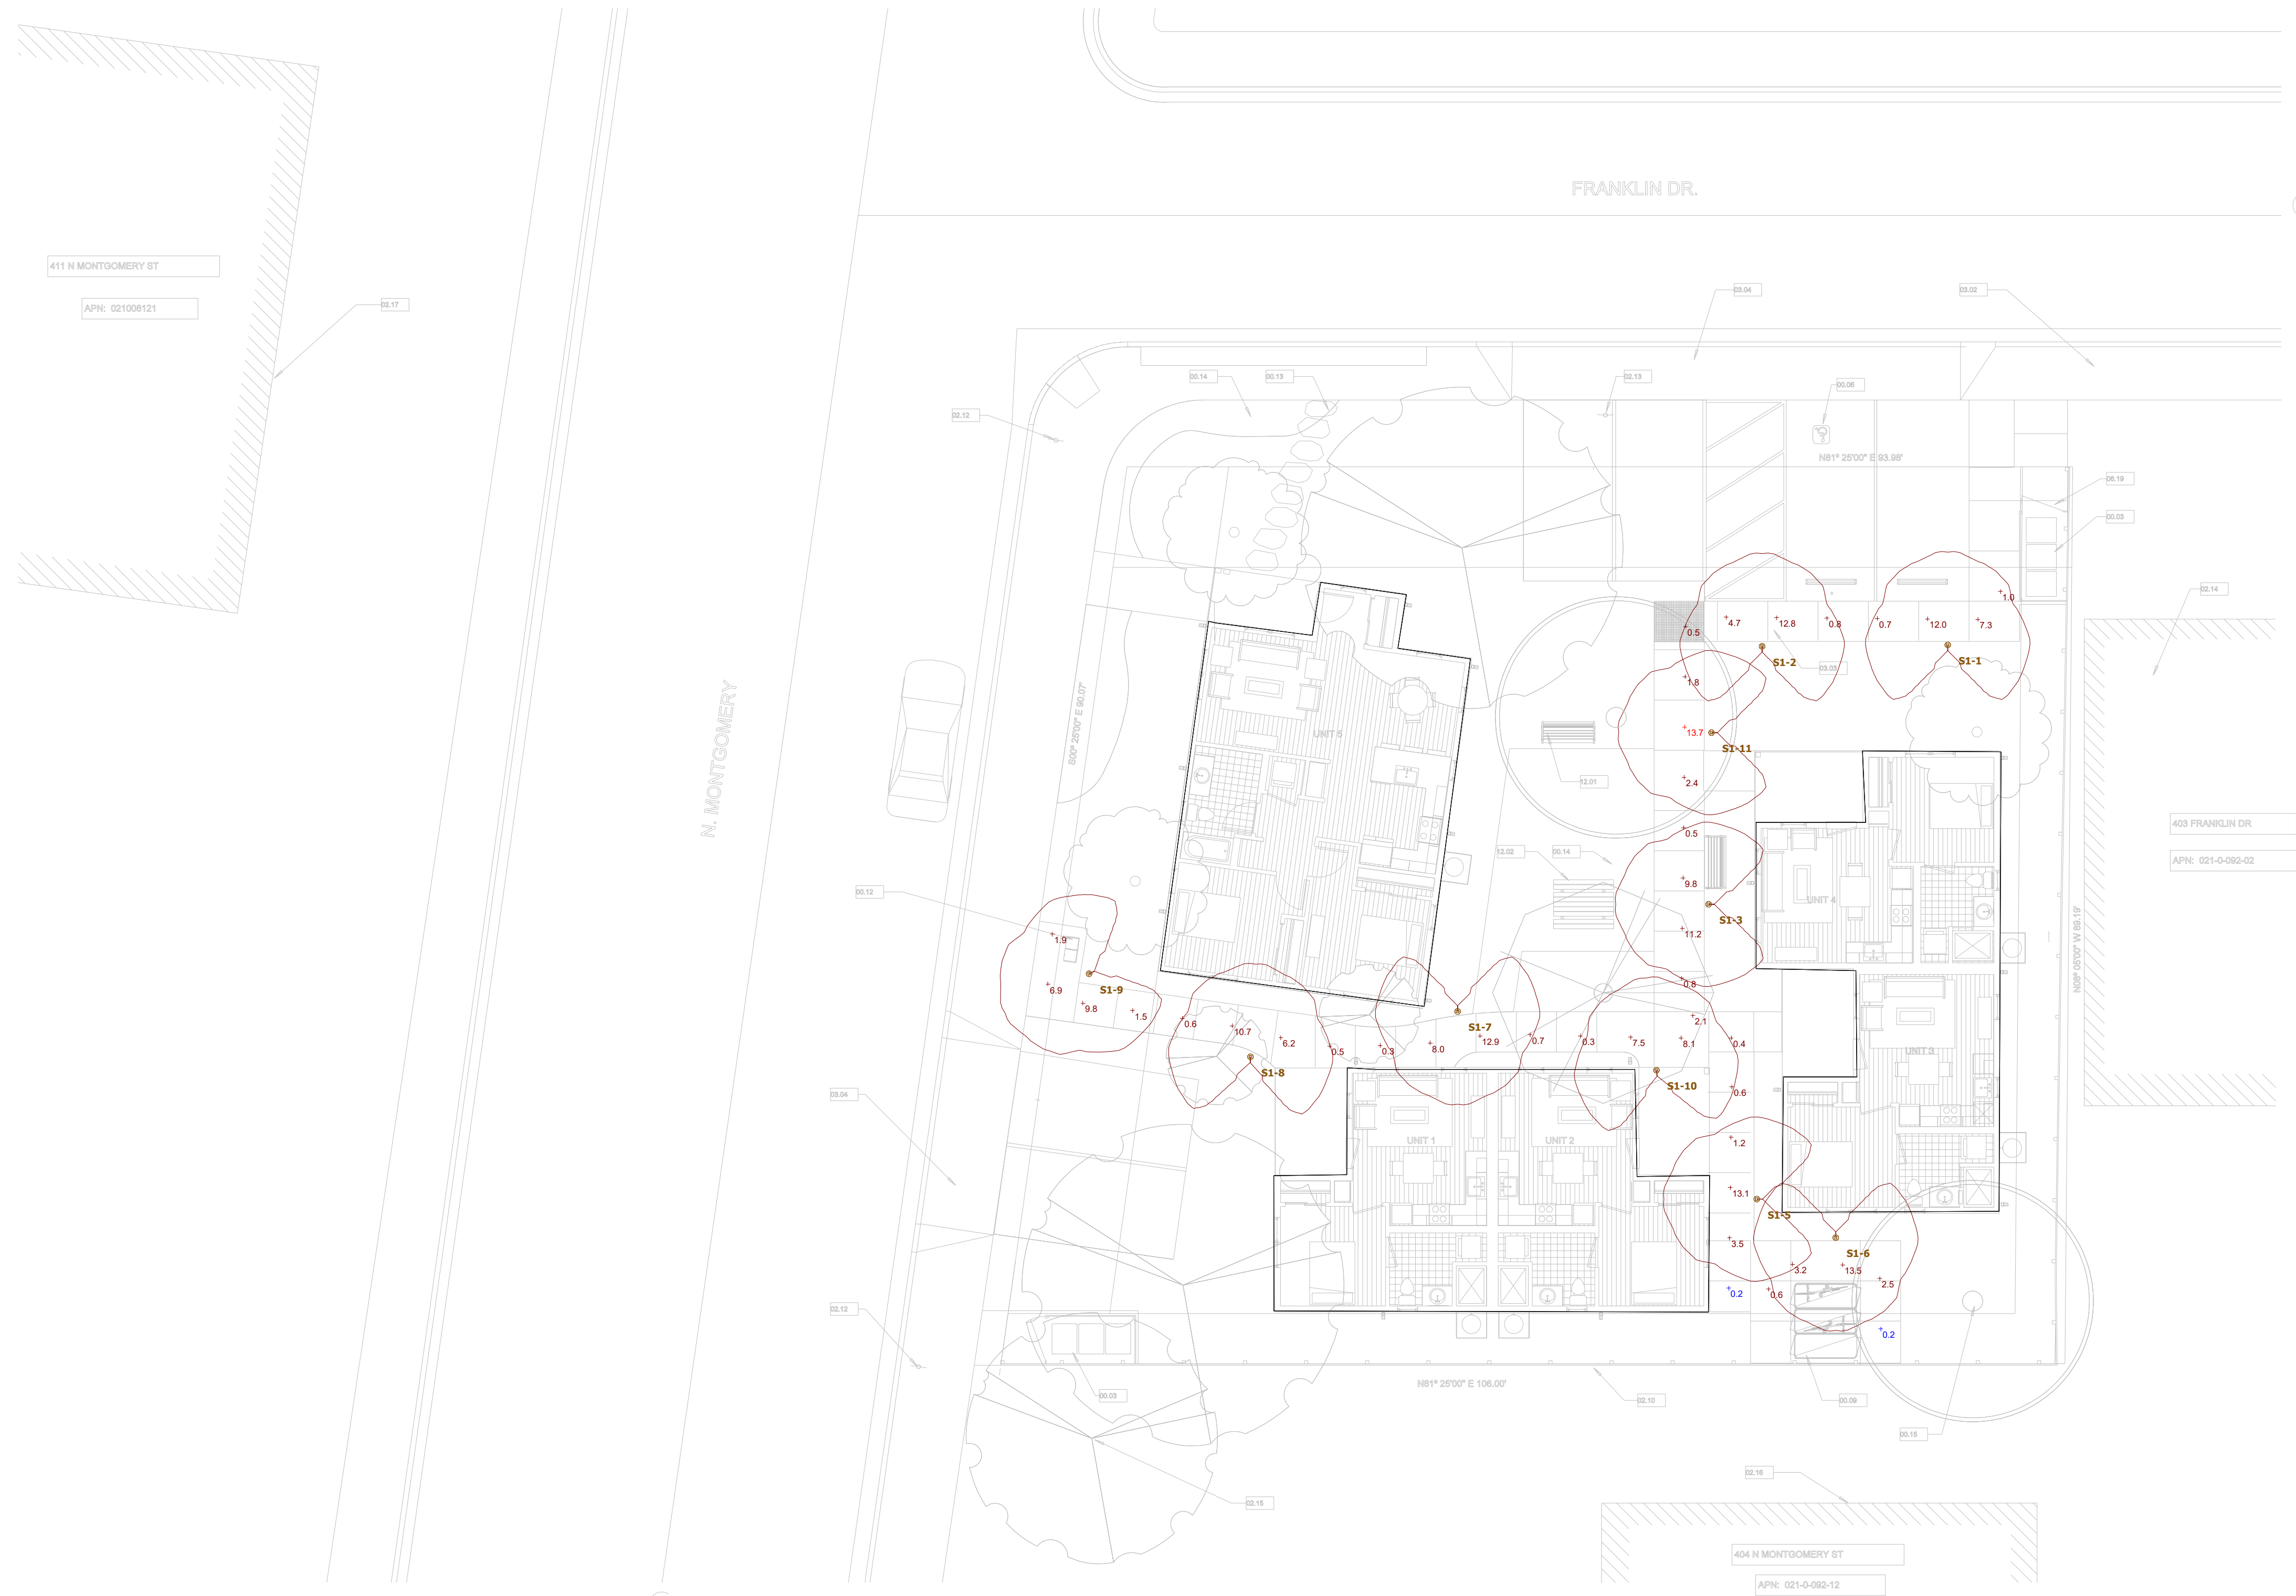 FRANKLIN DR.
411 N MONTGOMERY ST
APN: 021006121
02.17
03.04
03.02
00.14
00.13
02.13
00.06
02.12
N81° 25'00" E 93.98'
06.19
00.03
02.14
+1.0
+0.5
+4.7
+12.8
+0.8
+0.7
+12.0
+7.3
S1-2
S1-1
03.03
+1.8
S00° 25'00" E 90.07'
N. MONTGOMERY
UNIT 5
+13.7
S1-11
12.01
+2.4
403 FRANKLIN DR
APN: 021-0-092-02
+0.5
12.02
00.14
00.12
+9.8
UNIT 4
S1-3
+11.2
N08° 05'00" W 89.19'
+1.9
+6.9
S1-9
+9.8
+1.5
+0.8
+0.6
+10.7
+6.2
+0.5
+0.3
+8.0
S1-7
+12.9
+0.7
+0.3
+7.5
+2.1
+8.1
+0.4
UNIT 3
S1-8
S1-10
+0.6
03.04
UNIT 1
UNIT 2
+1.2
+13.1
S1-5
+3.5
S1-6
+3.2
+13.5
+2.5
+0.2
+0.6
02.12
+0.2
00.03
N81° 25'00" E 106.00'
02.10
00.09
00.15
02.16
02.15
404 N MONTGOMERY ST
APN: 021-0-092-12